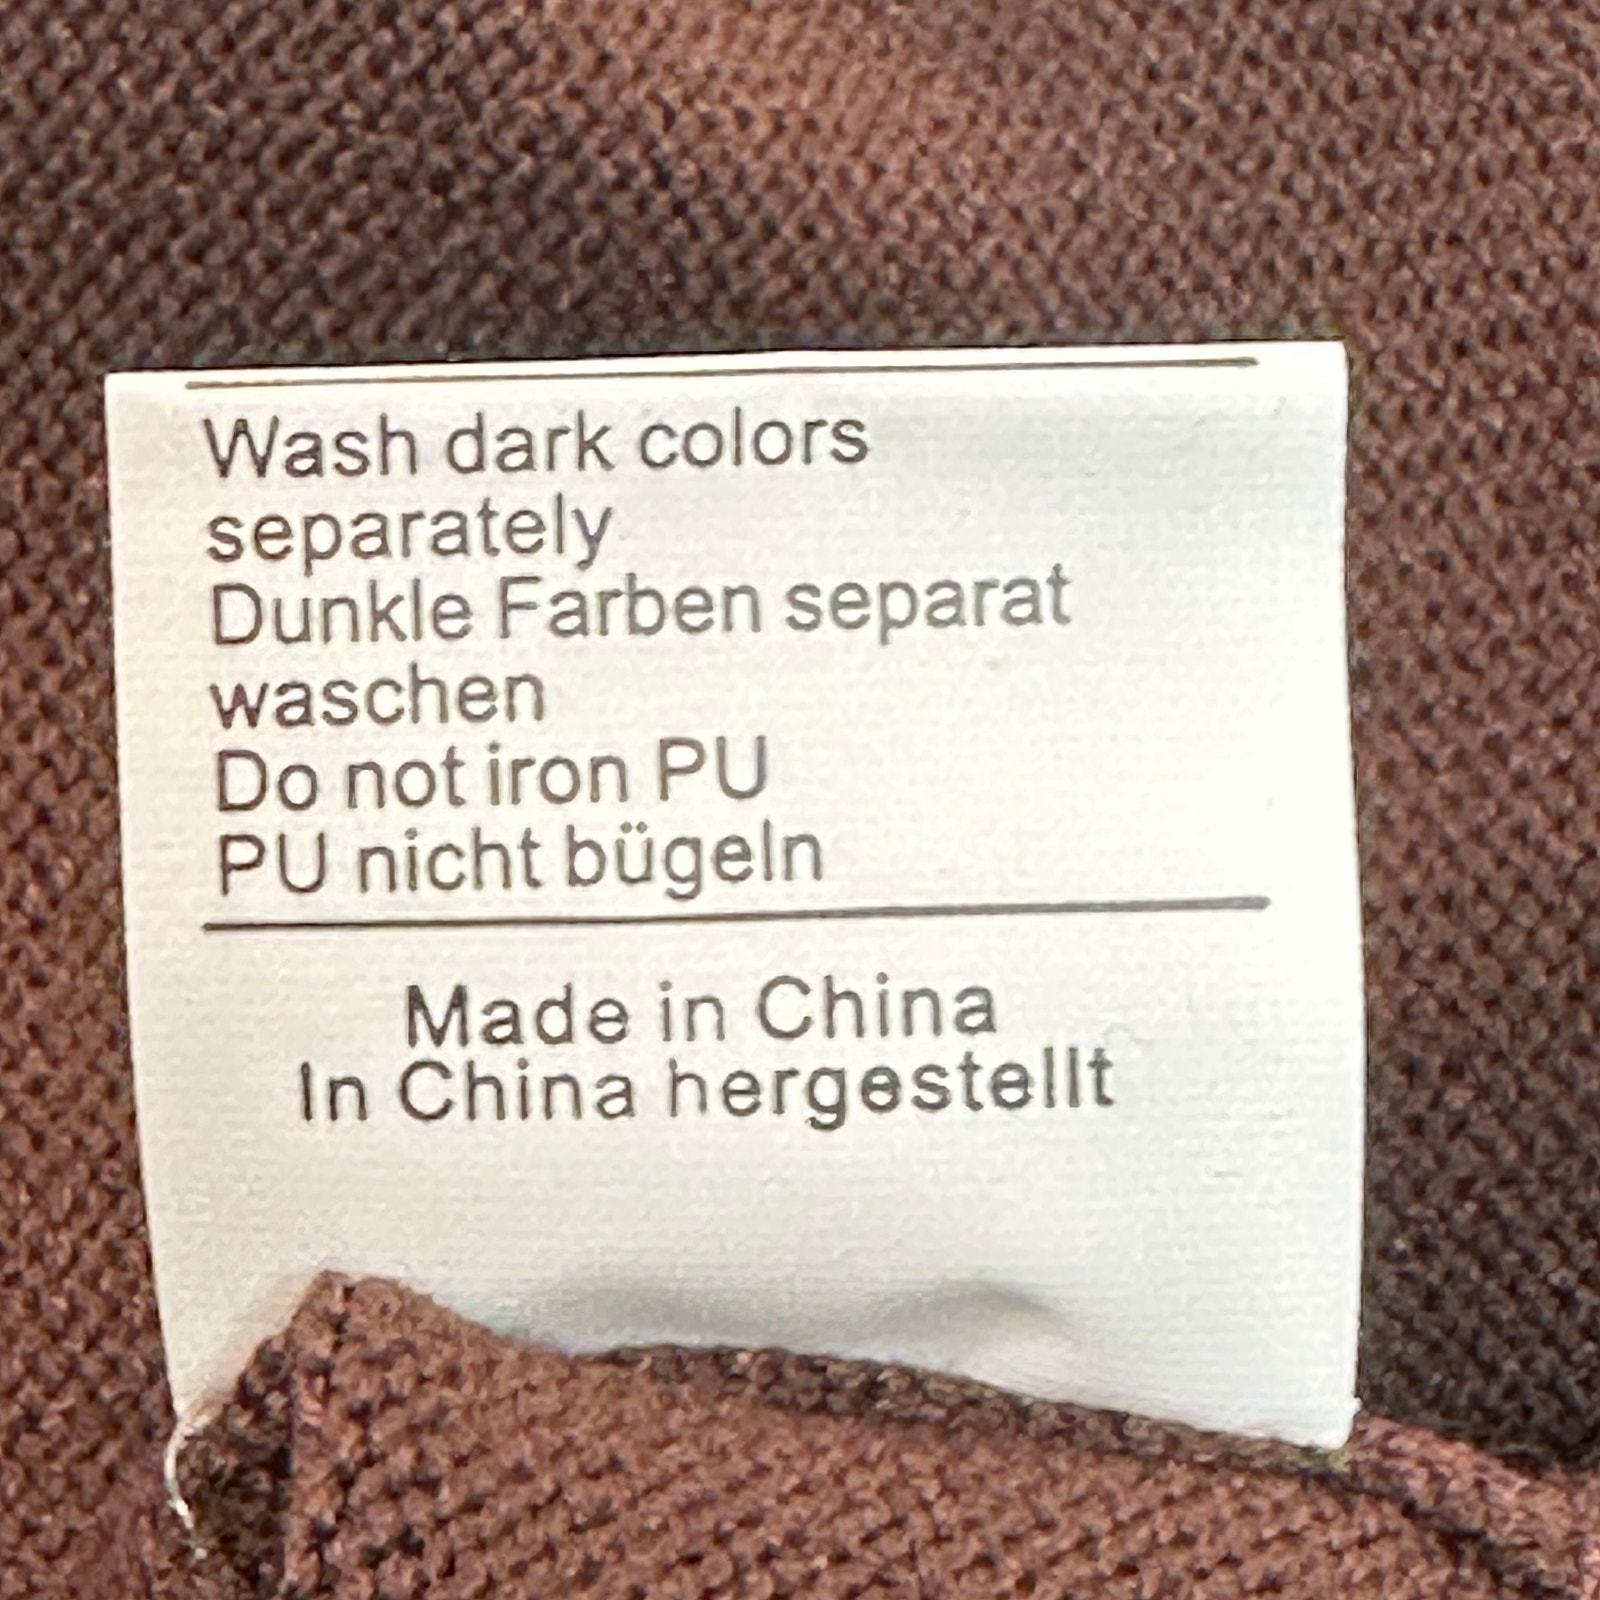 Wash dark colors
separately
Dunkle Farben separat
waschen
Do not iron PU
PU nicht bügeln
Made in China
In China hergestellt